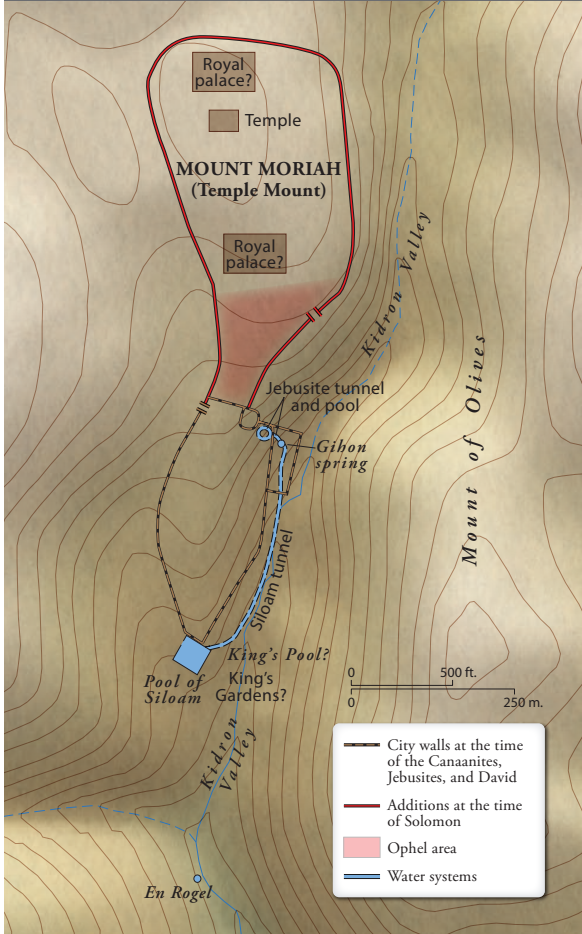 Royal
palace?
Temple
MOUNT MORIAH
(Temple Mount)
Royal
palace?
Kidron Valley
Mount of Olives
Jebusite tunnel
and pool
Gihon
spring
Siloam tunnel
King's Pool?
Pool of
Siloam
King's
Gardens?
0 500 ft.
0 250 m.
Kidron
Valley
En Rogel
City walls at the time
of the Canaanites,
Jebusites, and David
Additions at the time
of Solomon
Ophel area
Water systems